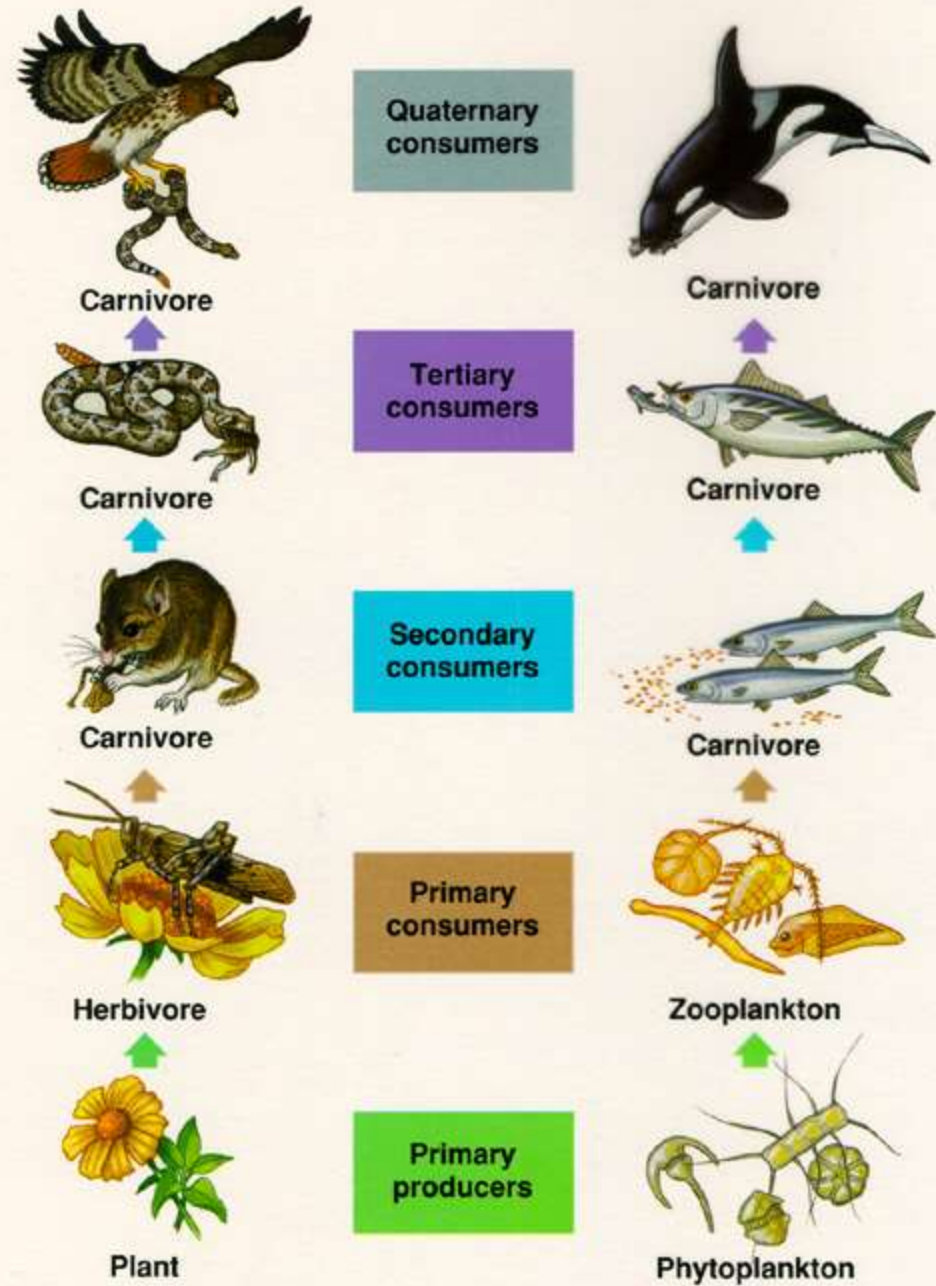 Quaternary
consumers
Carnivore
Carnivore
Tertiary
consumers
Carnivore
Carnivore
Secondary
consumers
Carnivore
Carnivore
Primary
consumers
Herbivore
Zooplankton
Primary
producers
Plant
Phytoplankton